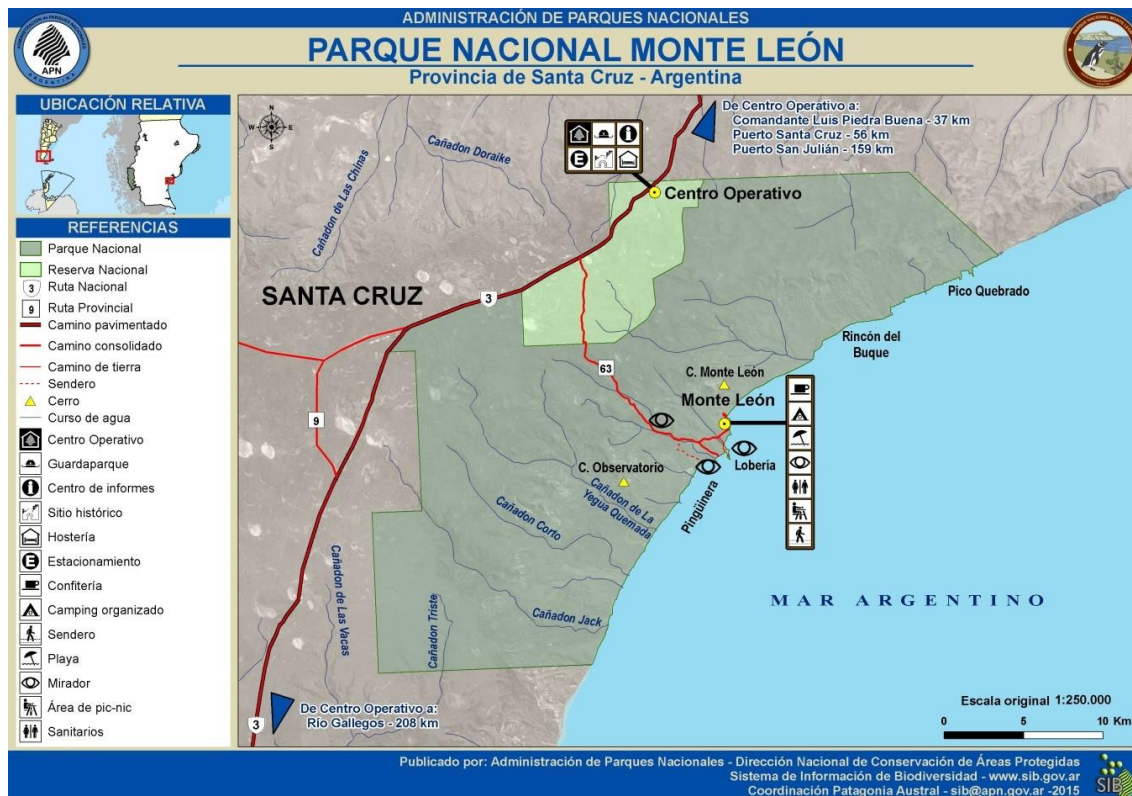 ADMINISTRACIÓN DE PARQUES NACIONALES
PARQUE NACIONAL MONTE LEÓN
Provincia de Santa Cruz - Argentina
APN
ARGENTINA
UBICACIÓN RELATIVA
REFERENCIAS
Parque Nacional
Reserva Nacional
3 Ruta Nacional
9 Ruta Provincial
Camino pavimentado
Camino consolidado
Camino de tierra
Sendero
Cerro
Curso de agua
Centro Operativo
Guardaparque
Centro de informes
Sitio histórico
Hostería
E Estacionamiento
Confitería
Camping organizado
Sendero
Playa
Mirador
Área de pic-nic
Sanitarios
N
O E
S
De Centro Operativo a:
Comandante Luis Piedra Buena - 37 km
Puerto Santa Cruz - 56 km
Puerto San Julián - 159 km
Cañadon de Las Chinas
Cañadon Doraike
E
Centro Operativo
SANTA CRUZ
3
Pico Quebrado
Rincón del
Buque
63
C. Monte León
Monte León
9
Lobería
C. Observatorio
Pingüinera
Cañadon de La
Yegua Quemada
Cañadon Corto
Cañadon de Las Vacas
Cañadon Triste
Cañadon Jack
MAR ARGENTINO
3
De Centro Operativo a:
Río Gallegos - 208 km
Escala original 1:250.000
0 5 10 Km
Publicado por: Administración de Parques Nacionales - Dirección Nacional de Conservación de Áreas Protegidas
Sistema de Información de Biodiversidad - www.sib.gov.ar
Coordinación Patagonia Austral - sib@apn.gov.ar -2015
SIB